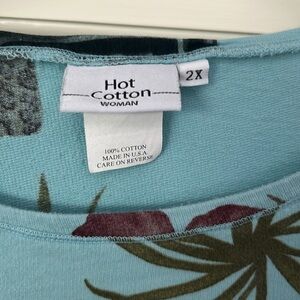 Hot
Cotton
WOMAN
2X
100% COTTON
MADE IN U.S.A.
CARE ON REVERSE